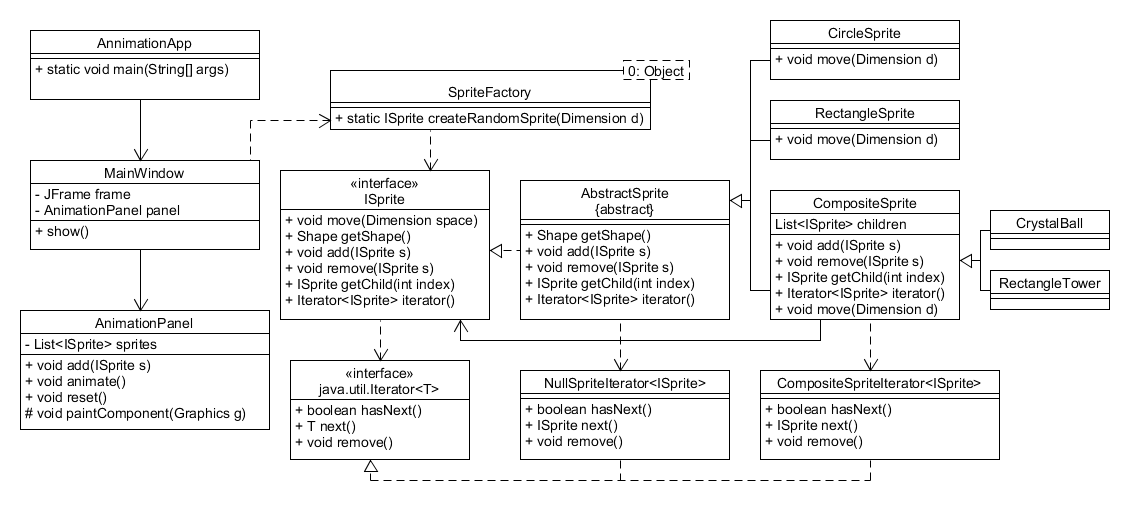 AnnimationApp
+ static void main(String[] args)
MainWindow
- JFrame frame
- AnimationPanel panel
+ show()
AnimationPanel
- List<ISprite> sprites
+ void add(ISprite s)
+ void animate()
+ void reset()
# void paintComponent(Graphics g)
0: Object
SpriteFactory
+ static ISprite createRandomSprite(Dimension d)
«interface»
ISprite
+ void move(Dimension space)
+ Shape getShape()
+ void add(ISprite s)
+ void remove(ISprite s)
+ ISprite getChild(int index)
+ Iterator<ISprite> iterator()
«interface»
java.util.Iterator<T>
+ boolean hasNext()
+ T next()
+ void remove()
AbstractSprite
{abstract}
+ Shape getShape()
+ void add(ISprite s)
+ void remove(ISprite s)
+ ISprite getChild(int index)
+ Iterator<ISprite> iterator()
NullSpriteIterator<ISprite>
+ boolean hasNext()
+ ISprite next()
+ void remove()
CircleSprite
+ void move(Dimension d)
RectangleSprite
+ void move(Dimension d)
CompositeSprite
List<ISprite> children
+ void add(ISprite s)
+ void remove(ISprite s)
+ ISprite getChild(int index)
+ Iterator<ISprite> iterator()
+ void move(Dimension d)
CompositeSpriteIterator<ISprite>
+ boolean hasNext()
+ ISprite next()
+ void remove()
CrystalBall
RectangleTower